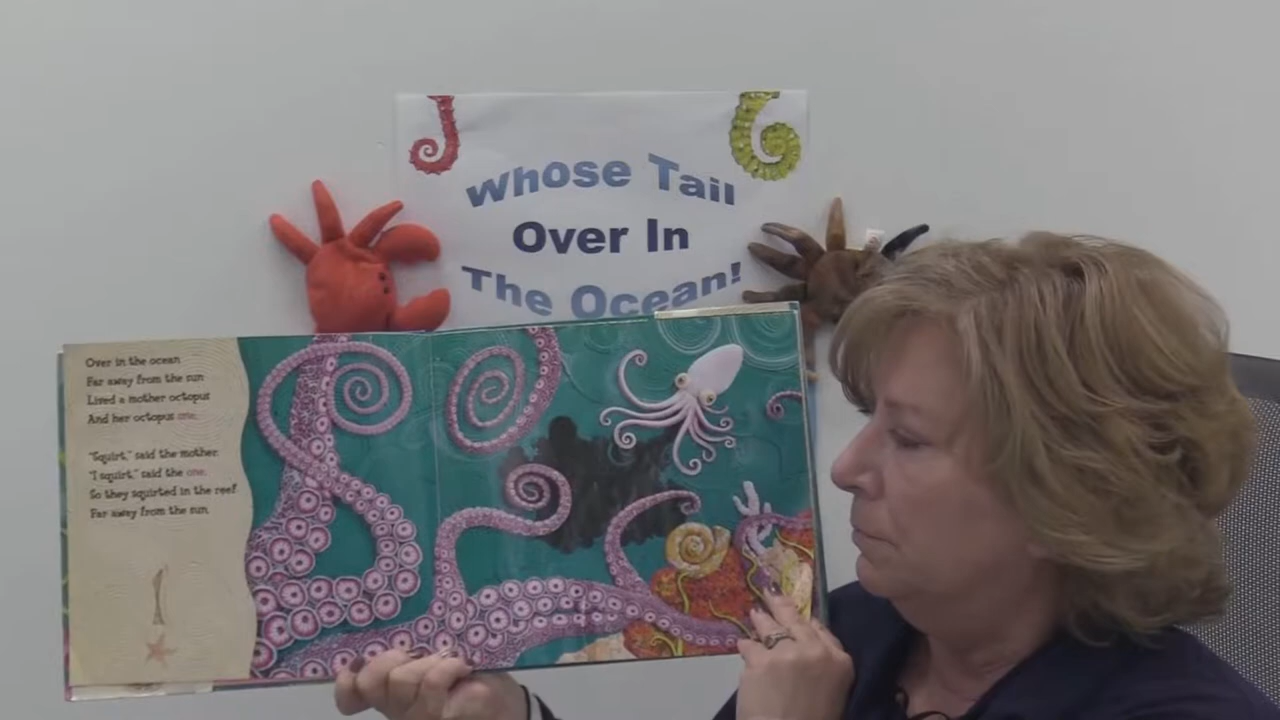 Whose Tail
Over In
The Ocean!
Over in the ocean
Far away from the sun
Lived a mother octopus
And her octopus one.
"Squirt," said the mother.
"I squirt," said the one.
So they squirted in the reef
Far away from the sun.